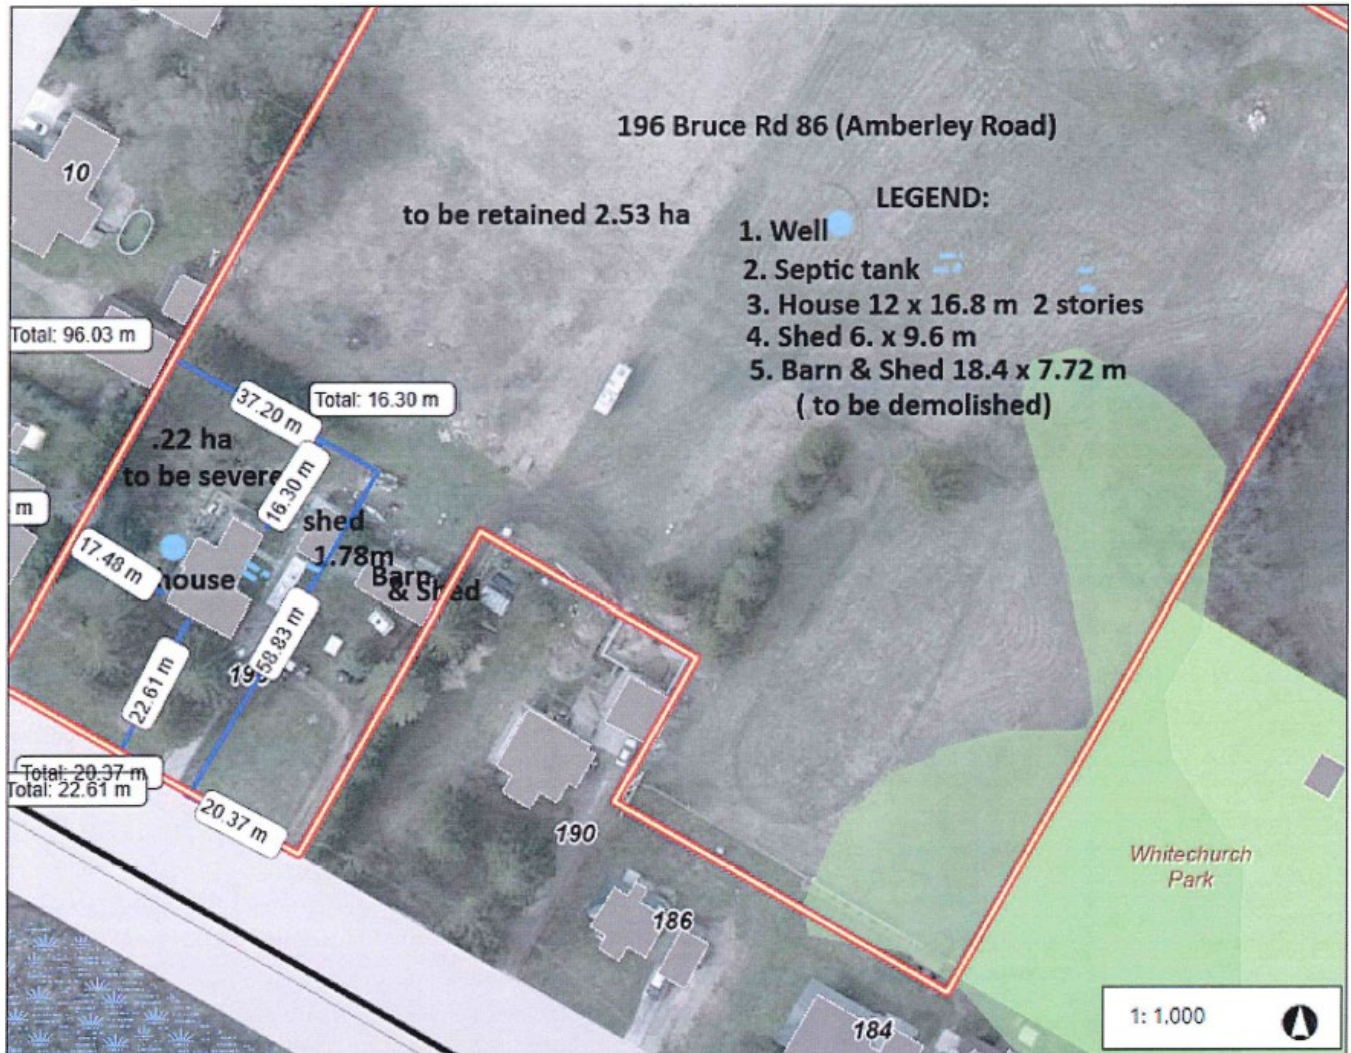 196 Bruce Rd 86 (Amberley Road)
10
LEGEND:
to be retained 2.53 ha
1. Well
2. Septic tank
3. House 12 x 16.8 m 2 stories
Total: 96.03 m
4. Shed 6. x 9.6 m
5. Barn & Shed 18.4 x 7.72 m
( to be demolished)
37.20 m
Total: 16.30 m
.22 ha
to be severe
16.30 m
m
shed
1.78m
17.48 m
house
Barn
& Shed
58.83 m
22.61 m
Total: 20.37 m
Total: 22.61 m
20.37 m
190
Whitechurch
Park
186
1: 1,000
184